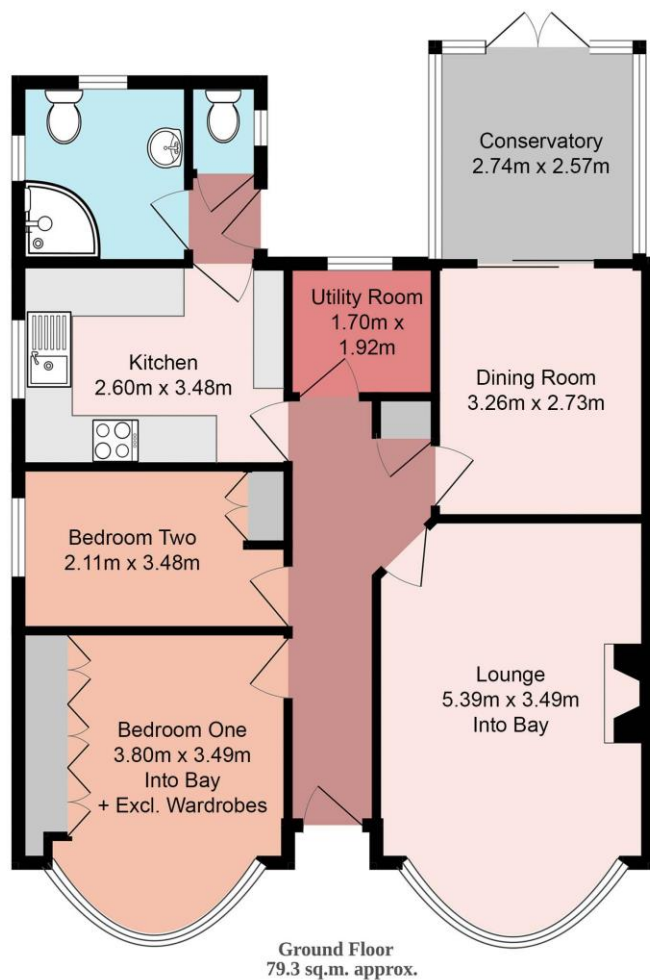 Conservatory
2.74m x 2.57m
Utility Room
1.70m x
1.92m
Kitchen
2.60m x 3.48m
Dining Room
3.26m x 2.73m
Bedroom Two
2.11m x 3.48m
Lounge
5.39m x 3.49m
Into Bay
Bedroom One
3.80m x 3.49m
Into Bay
+ Excl. Wardrobes
Ground Floor
79.3 sq.m. approx.